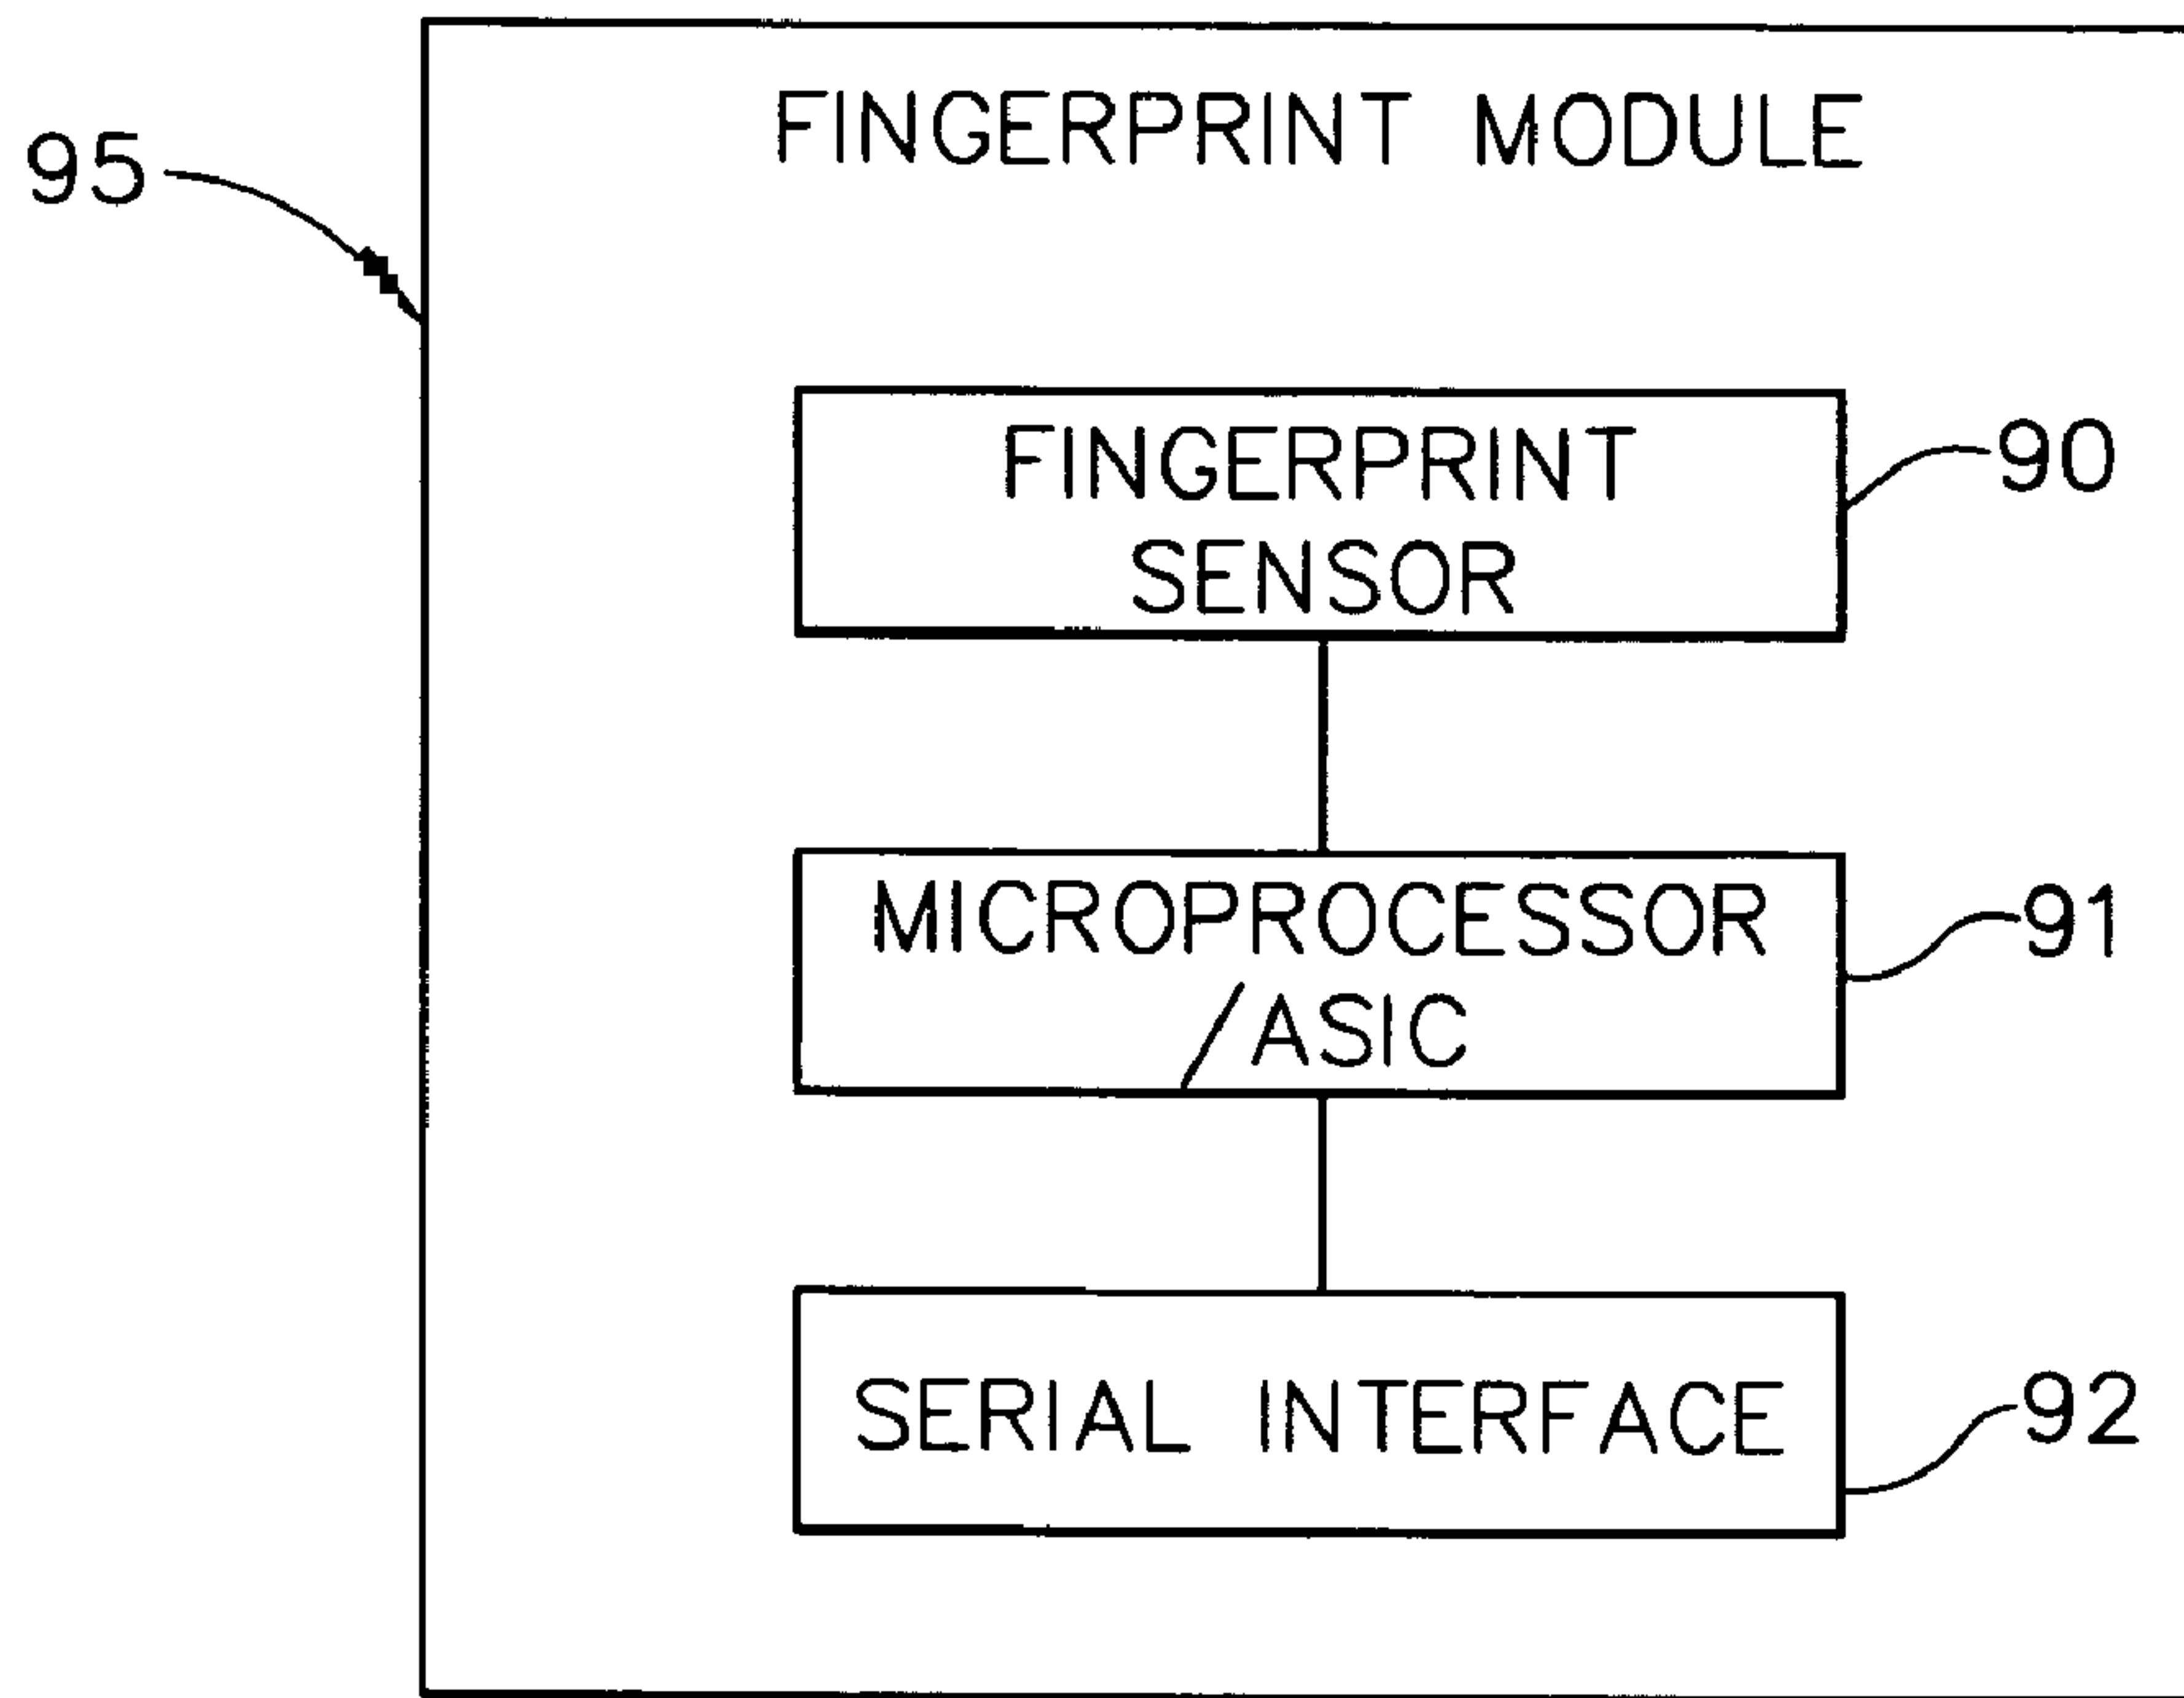 FINGERPRINT MODULE
95
FINGERPRINT
SENSOR
90
MICROPROCESSOR
/ASIC
91
SERIAL INTERFACE
92